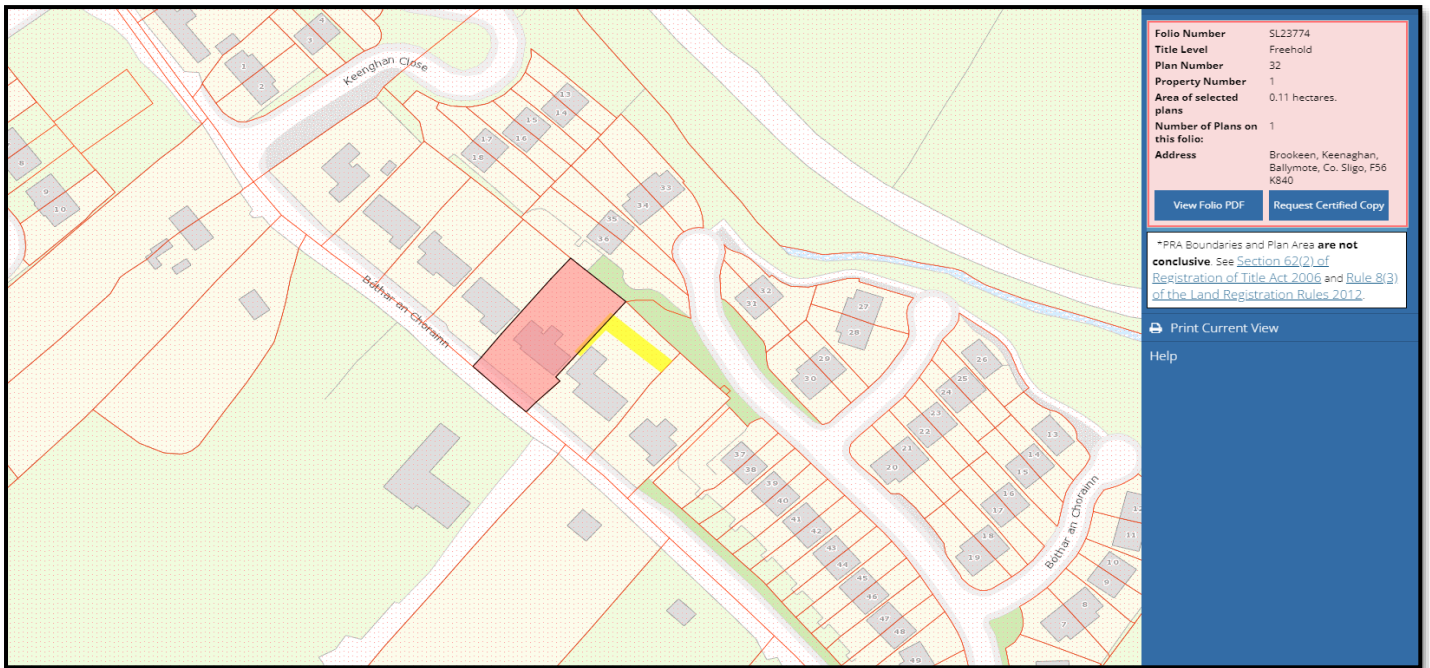 Folio Number SL23774
Title Level Freehold
Plan Number 32
Property Number 1
Area of selected 0.11 hectares.
plans
Number of Plans on 1
this folio:
Address Brookeen, Keenaghan,
Ballymote, Co. Sligo, F56
K840
View Folio PDF Request Certified Copy
*PRA Boundaries and Plan Area are not
conclusive. See Section 62(2) of
Registration of Title Act 2006 and Rule 8(3)
of the Land Registration Rules 2012.
Print Current View
Help
Keenghan Close
Bóthar an Chorainn
Bóthar an Chorainn
4
3
1
2
13
14
15
16
17
18
33
34
35
36
8
9
10
32
31
27
28
29
30
26
25
24
23
22
21
20
13
14
15
16
17
18
19
37
38
39
40
41
42
43
44
45
46
47
48
49
12
11
10
9
8
7